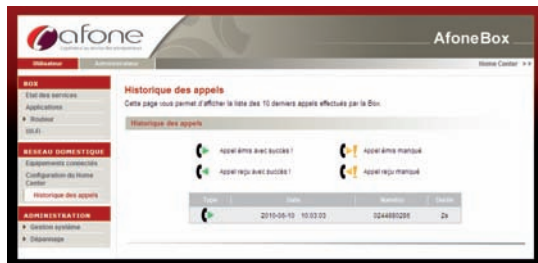 afone
AfoneBox
Utilisateur
Home Center >>
BOX
Etat des services
Applications
Routeur
Wi-Fi
RESEAU DOMESTIQUE
Equipements connectés
Configuration du Home Center
Historique des appels
ADMINISTRATION
Gestion système
Dépannage
Historique des appels
Cette page vous permet d'afficher la liste des 10 derniers appels effectués par la Box.
Historique des appels
Appel émis avec succès !
Appel émis manqué
Appel reçu avec succès !
Appel reçu manqué
Type Date Numéro Durée
2010-08-10 10:03:03 0244880286 2s